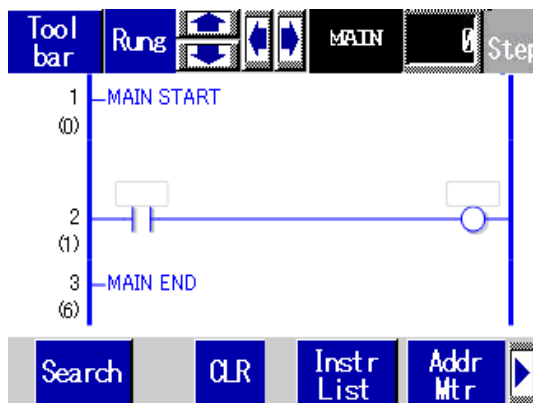 Tool bar Rung MAIN 0 Step
1 MAIN START
(0)
2
(1)
3 MAIN END
(6)
Search CLR Instr List Addr Mtr